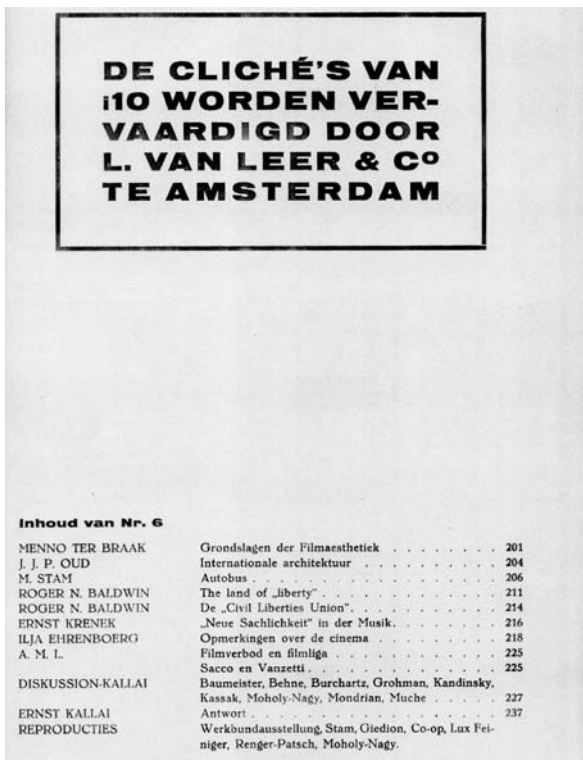 DE CLICHÉ'S VAN
i10 WORDEN VER-
VAARDIGD DOOR
L. VAN LEER & Cº
TE AMSTERDAM
Inhoud van Nr. 6
MENNO TER BRAAK Grondslagen der Filmaesthetiek . . . . . . . . 201
J. J. P. OUD Internationale architektuur . . . . . . . . . 204
M. STAM Autobus . . . . . . . . . . . . . . . 206
ROGER N. BALDWIN The land of „liberty" . . . . . . . . . . 211
ROGER N. BALDWIN De „Civil Liberties Union". . . . . . . . . . 214
ERNST KRENEK „Neue Sachlichkeit" in der Musik. . . . . . . 216
ILJA EHRENBOERG Opmerkingen over de cinema . . . . . . . . 218
A. M. L. Filmverbod en filmliga . . . . . . . . . . 225
Sacco en Vanzetti . . . . . . . . . . . . 225
DISKUSSION-KALLAI Baumeister, Behne, Burchartz, Grohman, Kandinsky,
Kassak, Moholy-Nagy, Mondrian, Muche . . . . 227
ERNST KALLAI Antwort . . . . . . . . . . . . . . . 237
REPRODUCTIES Werkbundausstellung, Stam, Giedion, Co-op, Lux Fei-
niger, Renger-Patsch, Moholy-Nagy.